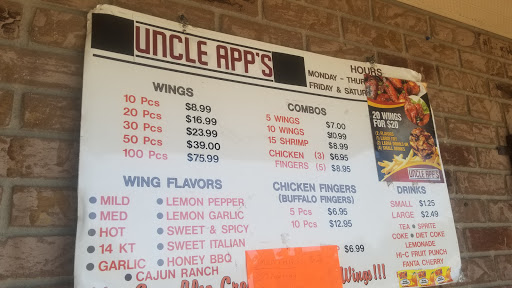 UNCLE APP'S
HOURS
MONDAY - THUR
FRIDAY & SATU
WINGS
10 Pcs $8.99
20 Pcs $16.99
30 Pcs $23.99
50 Pcs $39.00
100 Pcs $75.99
COMBOS
5 WINGS $7.00
10 WINGS $10.99
15 SHRIMP $8.99
CHICKEN (3) $6.95
FINGERS (5) $8.95
20 WINGS
FOR $20
UNCLE APP'S
WING FLAVORS
• MILD • LEMON PEPPER
• MED • LEMON GARLIC
• HOT • SWEET & SPICY
• 14 KT • SWEET ITALIAN
• GARLIC • HONEY BBQ
• CAJUN RANCH
CHICKEN FINGERS
(BUFFALO FINGERS)
5 Pcs $6.95
10 Pcs $12.95
$6.99
DRINKS
SMALL $1.25
LARGE $2.49
TEA • SPRITE
COKE • DIET COKE
LEMONADE
HI-C FRUIT PUNCH
FANTA CHERRY
Wings!!!